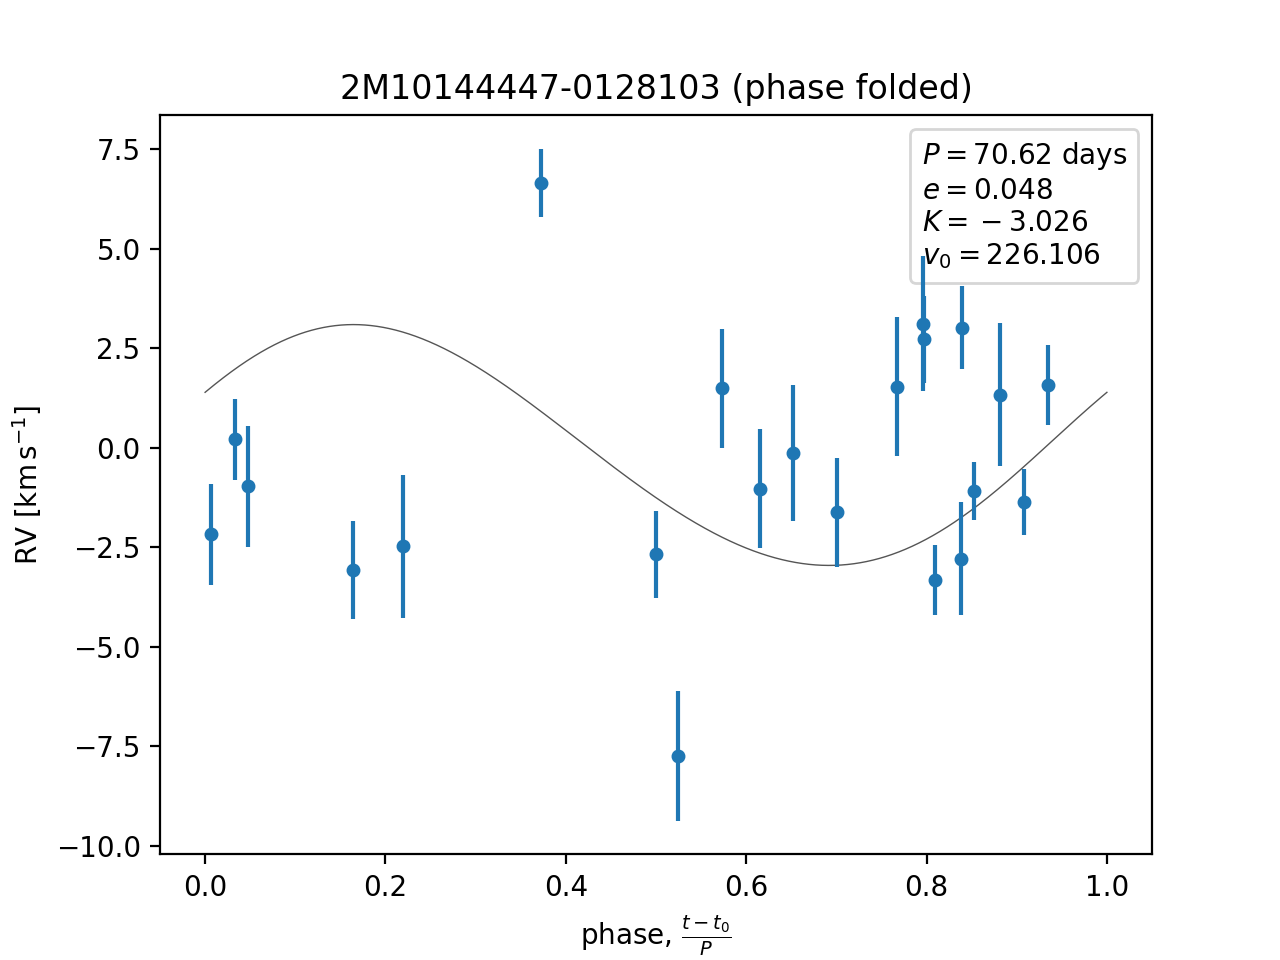 2M10144447-0128103 (phase folded)
P = 70.62 days
e = 0.048
K = −3.026
v₀ = 226.106
RV [km s⁻¹]
7.5
5.0
2.5
0.0
−2.5
−5.0
−7.5
−10.0
0.0 0.2 0.4 0.6 0.8 1.0
phase, (t − t₀)/P